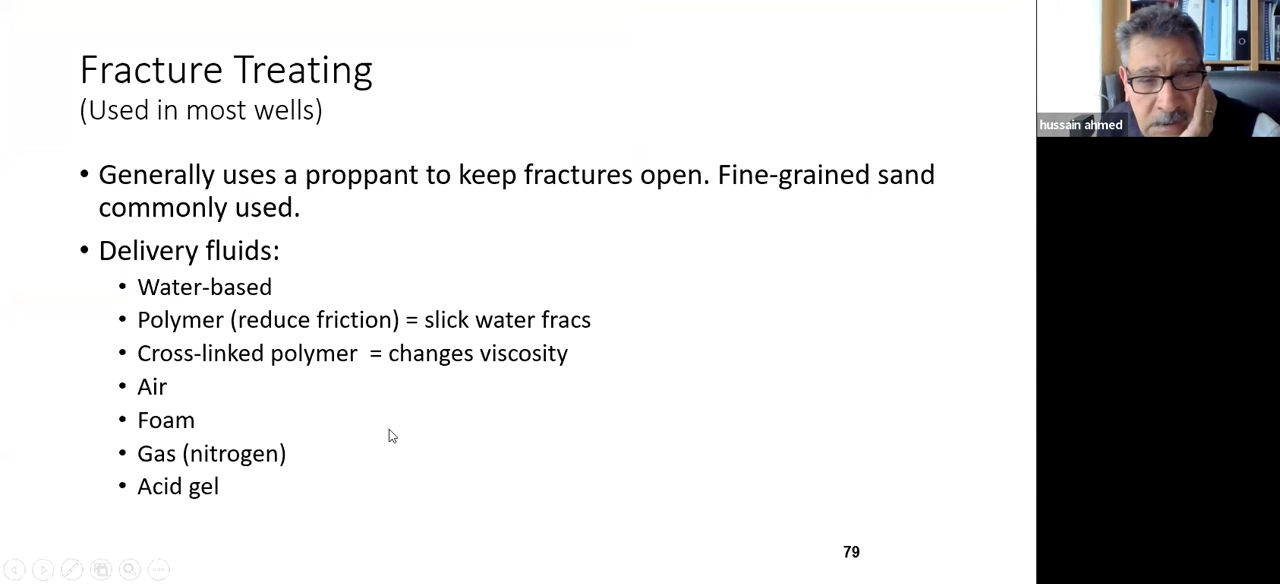 Fracture Treating
(Used in most wells)
• Generally uses a proppant to keep fractures open. Fine-grained sand
commonly used.
• Delivery fluids:
• Water-based
• Polymer (reduce friction) = slick water fracs
• Cross-linked polymer  = changes viscosity
• Air
• Foam
• Gas (nitrogen)
• Acid gel
79
hussain ahmed